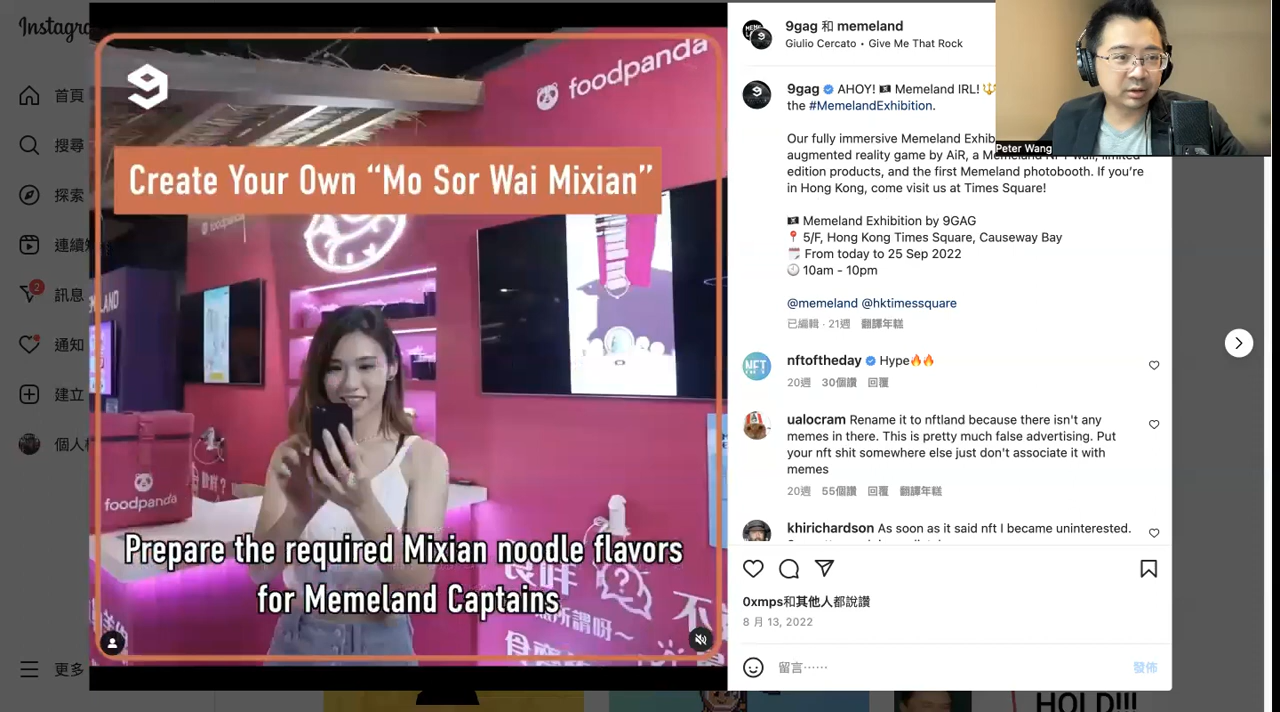 Instagra
首頁
搜尋
探索
連續
2
訊息
通知
建立
個人
更多
foodpanda
Create Your Own “Mo Sor Wai Mixian”
foodpanda
foodpanda
Prepare the required Mixian noodle flavors
for Memeland Captains
9gag 和 memeland
Giulio Cercato • Give Me That Rock
9gag AHOY! Memeland IRL!
the #MemelandExhibition.
Our fully immersive Memeland Exhib
augmented reality game by AiR, a Memeland NFT wall, limited
edition products, and the first Memeland photobooth. If you’re
in Hong Kong, come visit us at Times Square!
Memeland Exhibition by 9GAG
5/F, Hong Kong Times Square, Causeway Bay
From today to 25 Sep 2022
10am - 10pm
@memeland @hktimessquare
已編輯 · 21週 翻譯年糕
NFT
nftoftheday Hype🔥🔥
20週 30個讚 回覆
ualocram Rename it to nftland because there isn't any
memes in there. This is pretty much false advertising. Put
your nft shit somewhere else just don't associate it with
memes
20週 55個讚 回覆 翻譯年糕
khirichardson As soon as it said nft I became uninterested.
0xmps和其他人都說讚
8 月 13, 2022
留言⋯⋯
發佈
Peter Wang
HOLD!!!